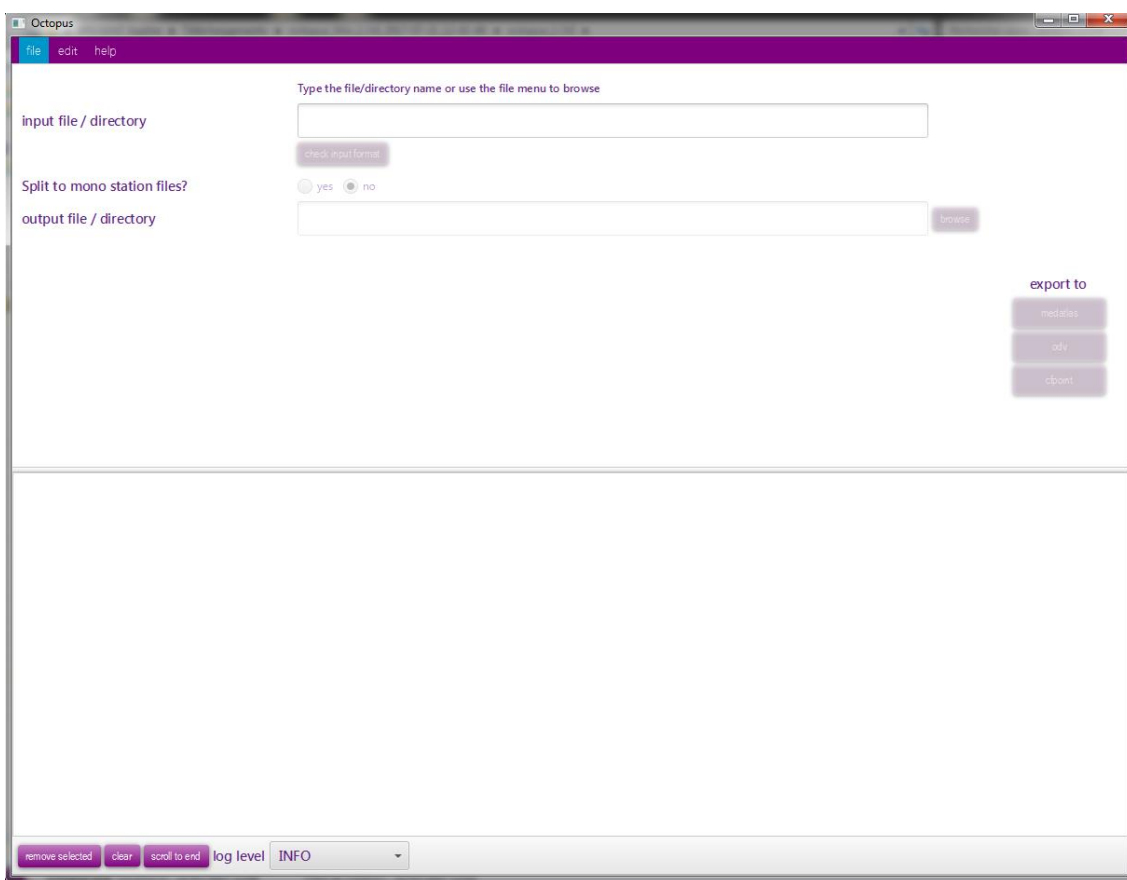 Octopus
file edit help
Type the file/directory name or use the file menu to browse
input file / directory
check input format
Split to mono station files? yes no
output file / directory browse
export to
medatlas
odv
cfpoint
remove selected clear scroll to end log level INFO